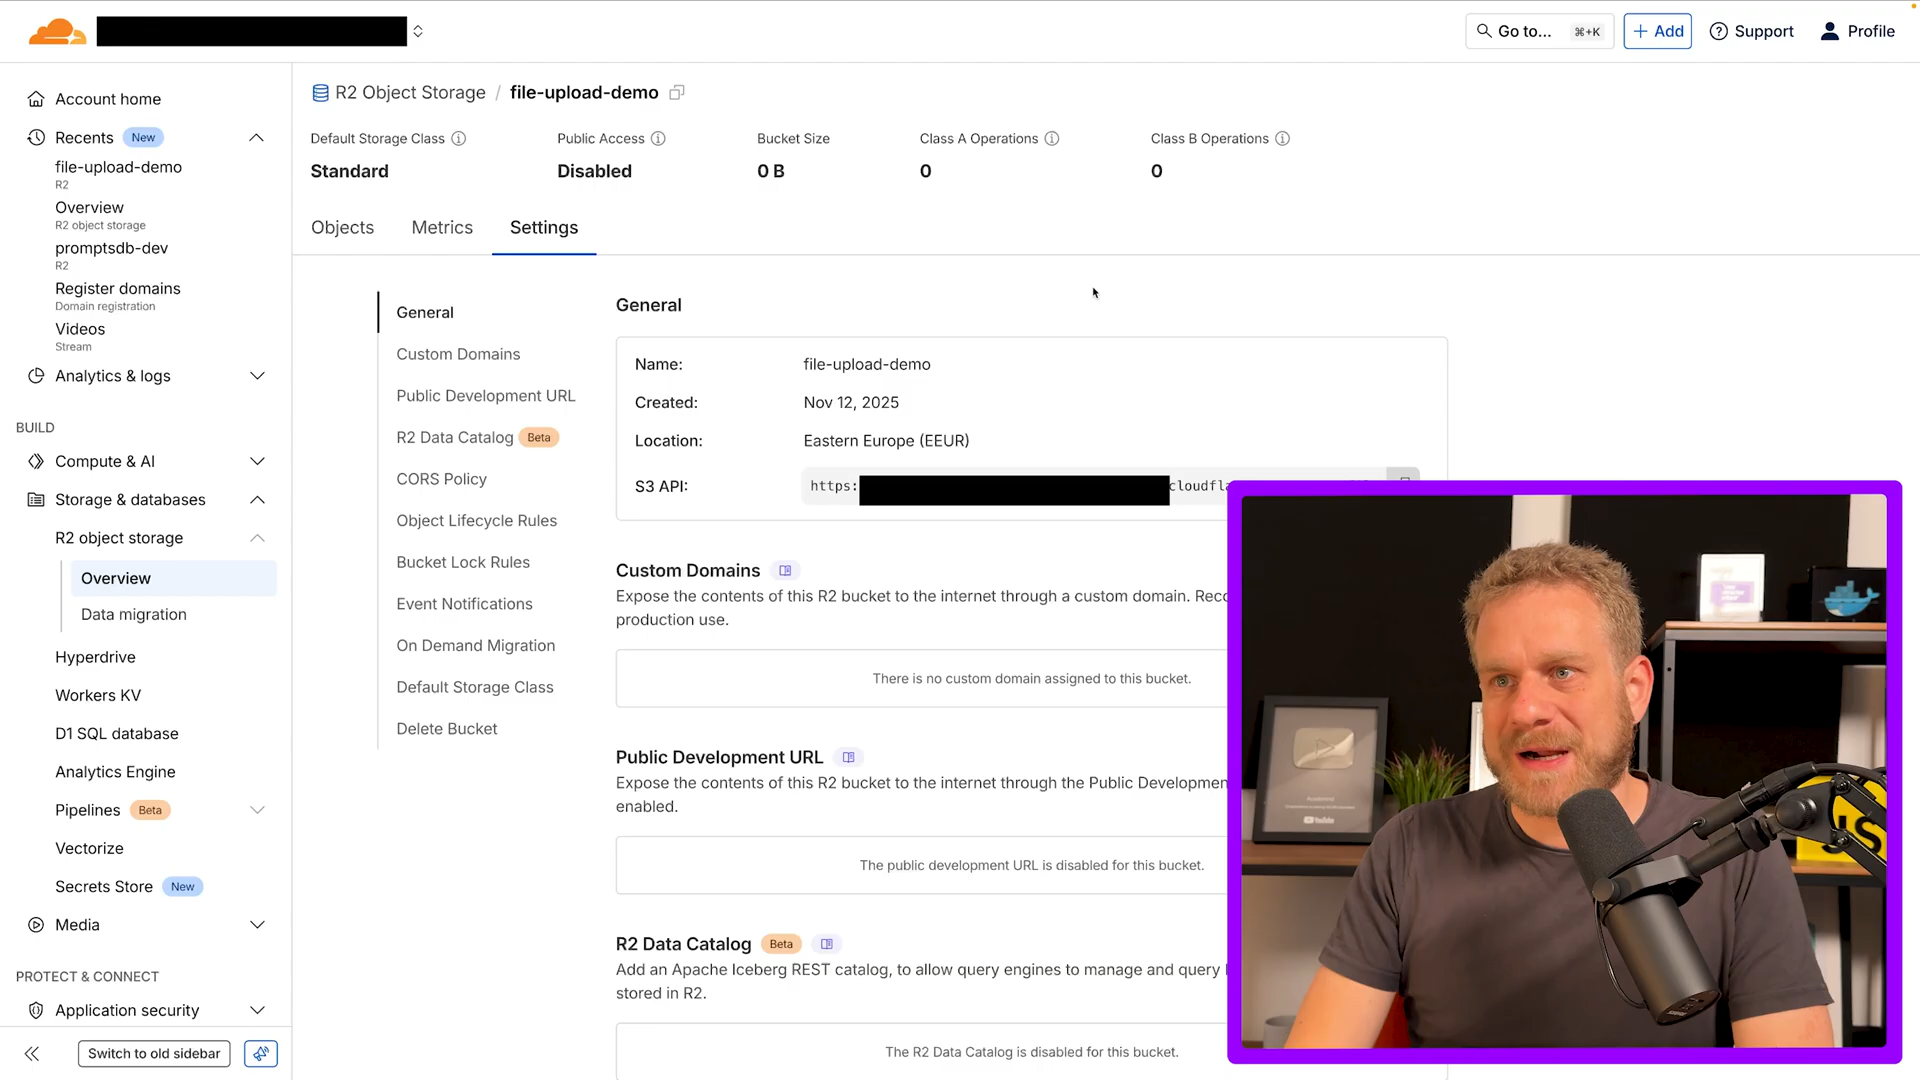 Go to...
⌘+K
+ Add
Support
Profile
Account home
Recents New
file-upload-demo
R2
Overview
R2 object storage
promptsdb-dev
R2
Register domains
Domain registration
Videos
Stream
Analytics & logs
BUILD
Compute & AI
Storage & databases
R2 object storage
Overview
Data migration
Hyperdrive
Workers KV
D1 SQL database
Analytics Engine
Pipelines Beta
Vectorize
Secrets Store New
Media
PROTECT & CONNECT
Application security
Switch to old sidebar
R2 Object Storage / file-upload-demo
Default Storage Class
Standard
Public Access
Disabled
Bucket Size
0 B
Class A Operations
0
Class B Operations
0
Objects
Metrics
Settings
General
Custom Domains
Public Development URL
R2 Data Catalog Beta
CORS Policy
Object Lifecycle Rules
Bucket Lock Rules
Event Notifications
On Demand Migration
Default Storage Class
Delete Bucket
General
Name: file-upload-demo
Created: Nov 12, 2025
Location: Eastern Europe (EEUR)
S3 API: https: cloudfla
Custom Domains
Expose the contents of this R2 bucket to the internet through a custom domain. Reco
production use.
There is no custom domain assigned to this bucket.
Public Development URL
Expose the contents of this R2 bucket to the internet through the Public Developmen
enabled.
The public development URL is disabled for this bucket.
R2 Data Catalog Beta
Add an Apache Iceberg REST catalog, to allow query engines to manage and query
stored in R2.
The R2 Data Catalog is disabled for this bucket.
YouTube